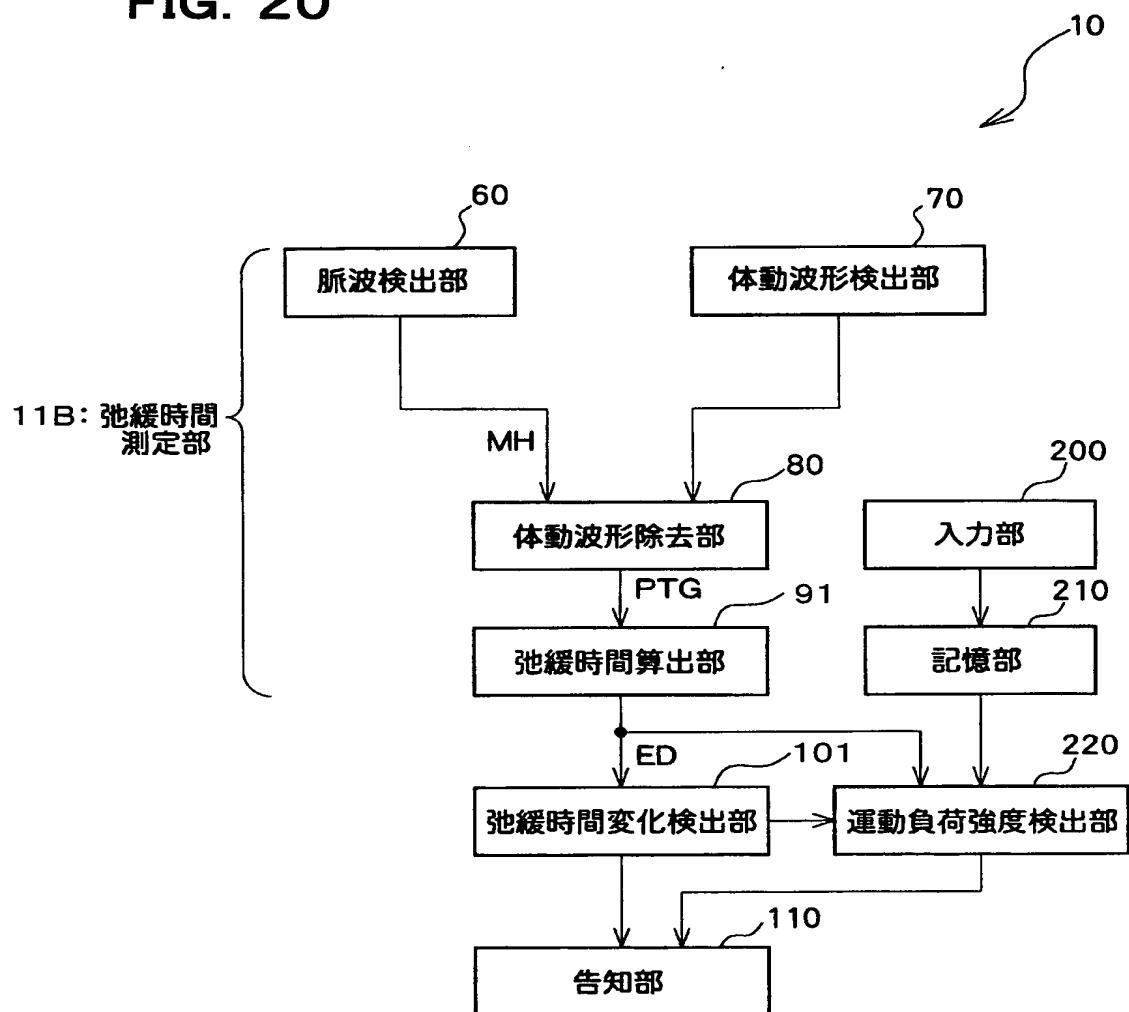 FIG. 20
10
60
70
脈波検出部
体動波形検出部
11B: 弛緩時間
測定部
MH
80
200
体動波形除去部
入力部
PTG
91
210
弛緩時間算出部
記憶部
ED
101
220
弛緩時間変化検出部
運動負荷強度検出部
110
告知部